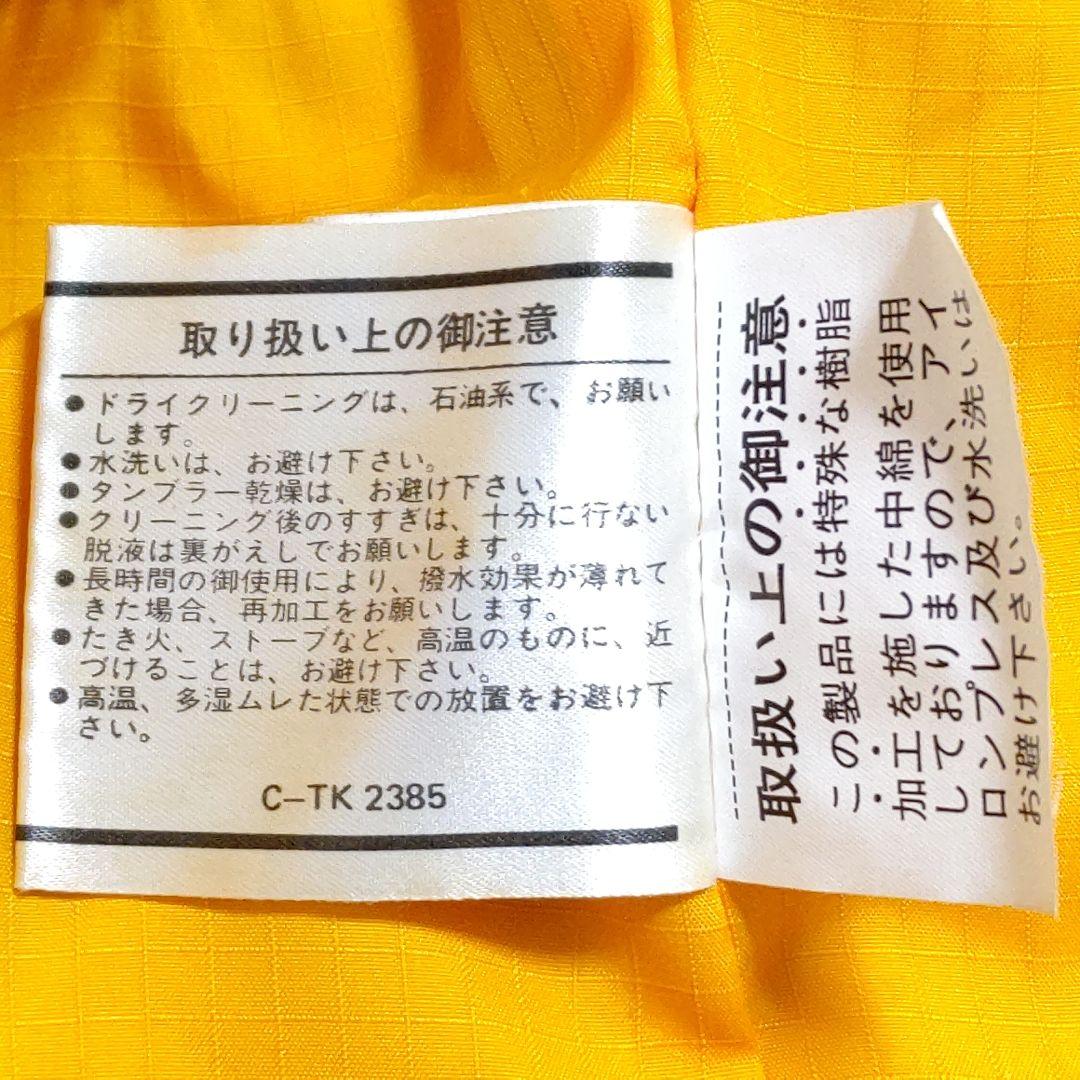 取り扱い上の御注意
● ドライクリーニングは、石油系で、お願い
します。
● 水洗いは、お避け下さい。
● タンブラー乾燥は、お避け下さい。
● クリーニング後のすすぎは、十分に行ない
脱液は裏がえしでお願いします。
● 長時間の御使用により、撥水効果が薄れて
きた場合、再加工をお願いします。
● たき火、ストーブなど、高温のものに、近
づけることは、お避け下さい。
● 高温、多湿ムレた状態での放置をお避け下
さい。
C-TK 2385
取扱い上の御注意
この製品には特殊な樹脂
加工を施した中綿を使用
しておりますので、アイ
ロンプレス及び水洗いは
お避け下さい。